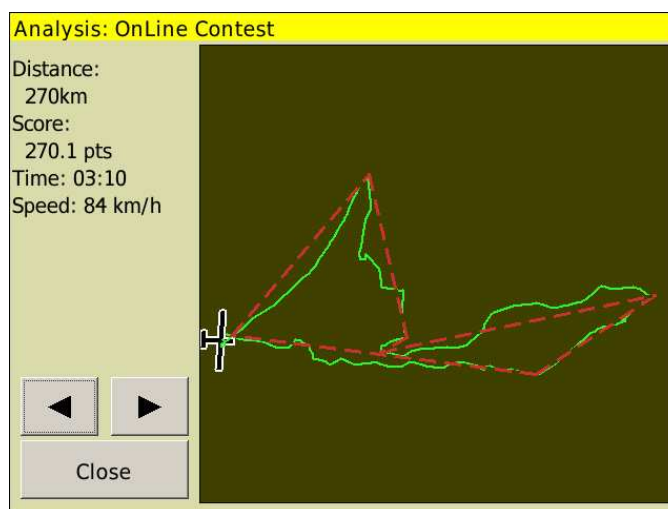 Analysis: OnLine Contest
Distance:
270km
Score:
270.1 pts
Time: 03:10
Speed: 84 km/h
Close